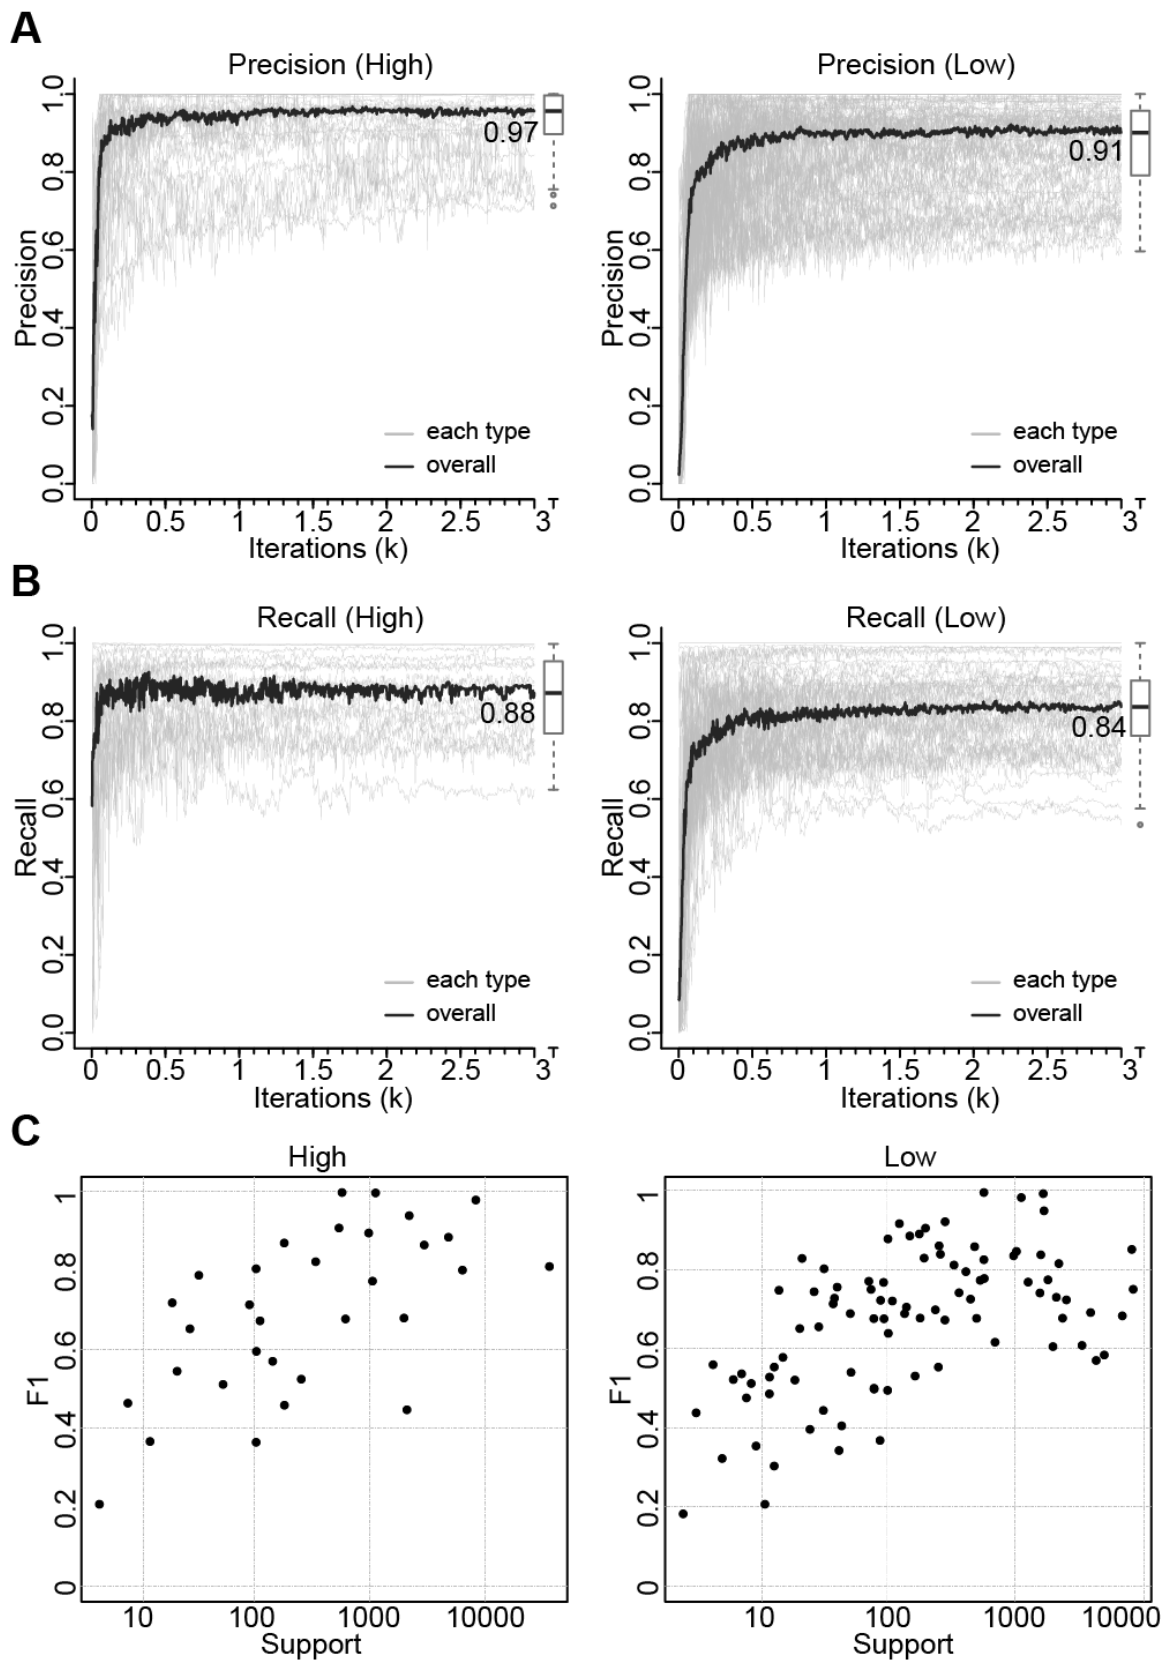 A
Precision (High)
Precision (Low)
Precision
0.0 0.2 0.4 0.6 0.8 1.0
0.97
each type
overall
0 0.5 1 1.5 2 2.5 3
Iterations (k)
Precision
0.0 0.2 0.4 0.6 0.8 1.0
0.91
each type
overall
0 0.5 1 1.5 2 2.5 3
Iterations (k)
B
Recall (High)
Recall (Low)
Recall
0.0 0.2 0.4 0.6 0.8 1.0
0.88
each type
overall
0 0.5 1 1.5 2 2.5 3
Iterations (k)
Recall
0.0 0.2 0.4 0.6 0.8 1.0
0.84
each type
overall
0 0.5 1 1.5 2 2.5 3
Iterations (k)
C
High
Low
F1
0 0.2 0.4 0.6 0.8 1
10 100 1000 10000
Support
F1
0 0.2 0.4 0.6 0.8 1
10 100 1000 10000
Support